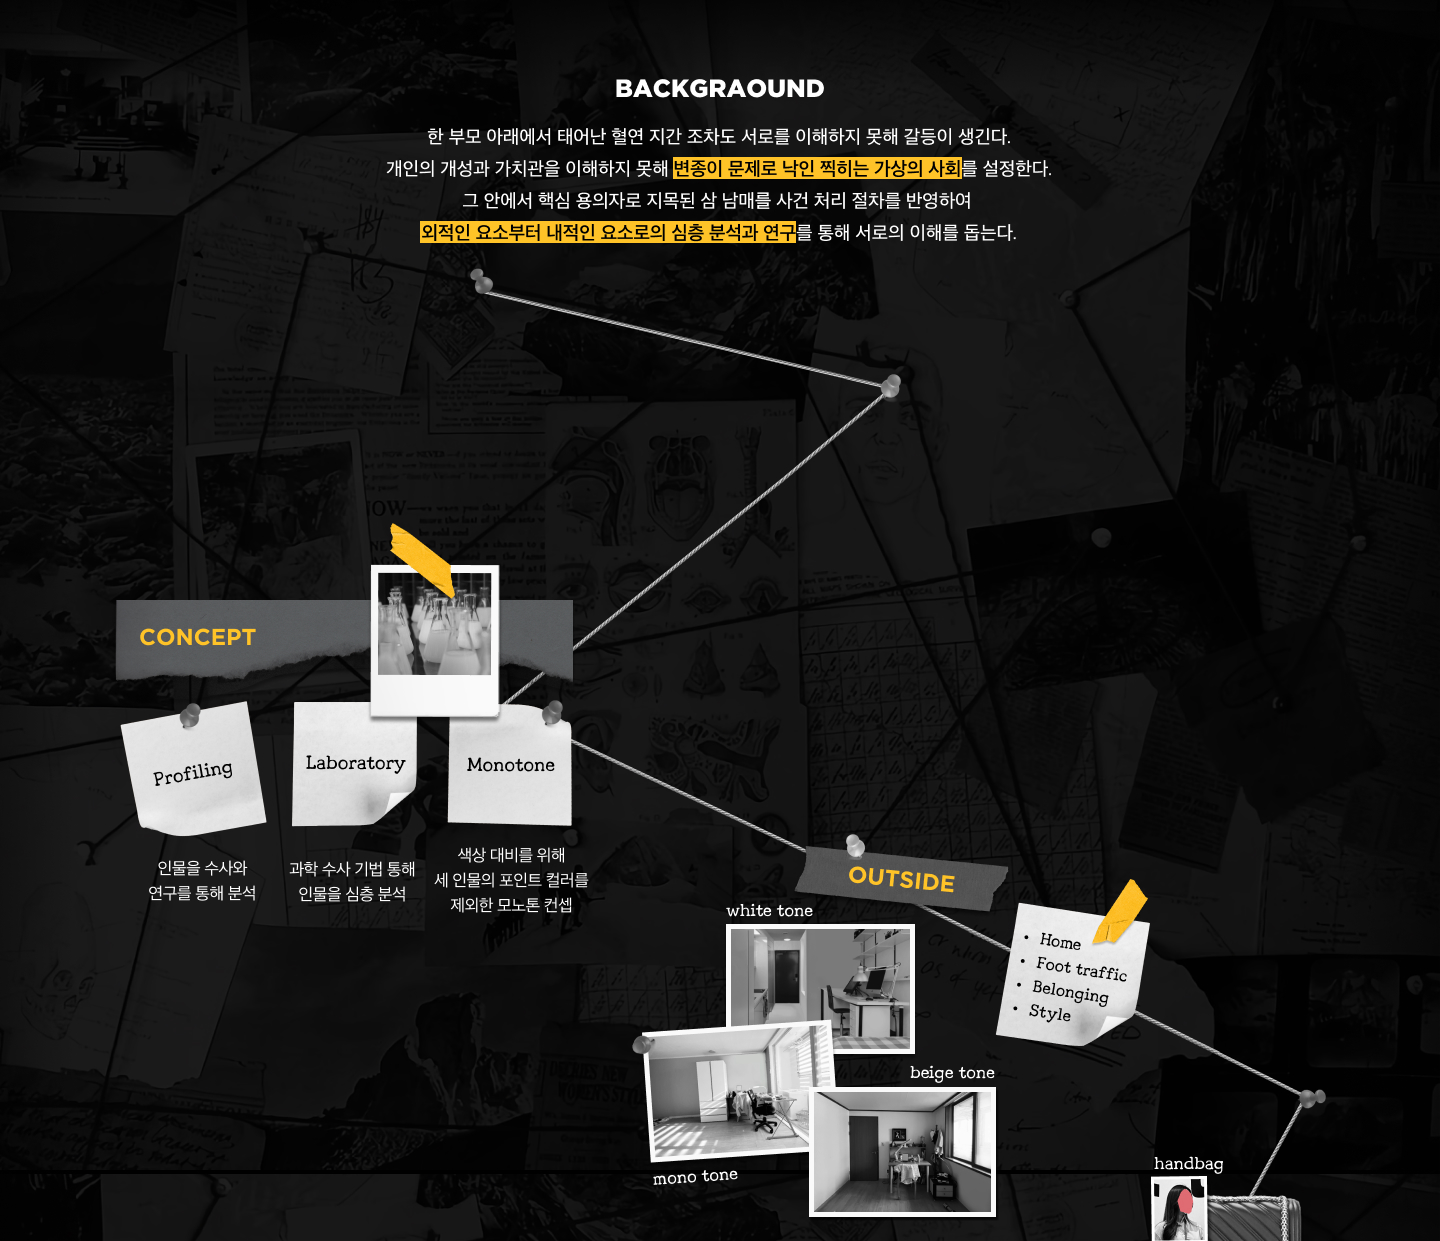 BACKGRAOUND
한 부모 아래에서 태어난 혈연 지간 조차도 서로를 이해하지 못해 갈등이 생긴다.
개인의 개성과 가치관을 이해하지 못해 변종이 문제로 낙인 찍히는 가상의 사회를 설정한다.
그 안에서 핵심 용의자로 지목된 삼 남매를 사건 처리 절차를 반영하여
외적인 요소부터 내적인 요소로의 심층 분석과 연구를 통해 서로의 이해를 돕는다.
CONCEPT
Profiling
Laboratory
Monotone
인물을 수사와
연구를 통해 분석
과학 수사 기법 통해
인물을 심층 분석
색상 대비를 위해
세 인물의 포인트 컬러를
제외한 모노톤 컨셉
OUTSIDE
white tone
• Home
• Foot traffic
• Belonging
• Style
beige tone
mono tone
handbag